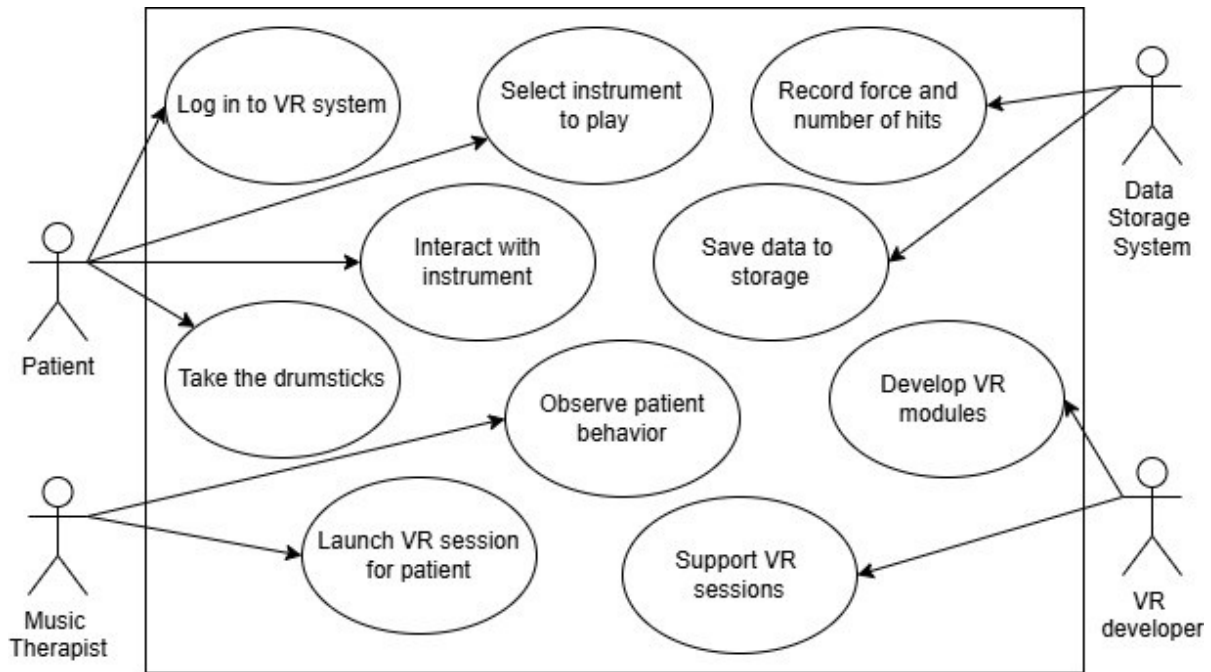 Log in to VR system
Select instrument
to play
Record force and
number of hits
Data
Storage
System
Interact with
instrument
Save data to
storage
Patient
Take the drumsticks
Observe patient
behavior
Develop VR
modules
Launch VR session
for patient
Support VR
sessions
Music
Therapist
VR
developer